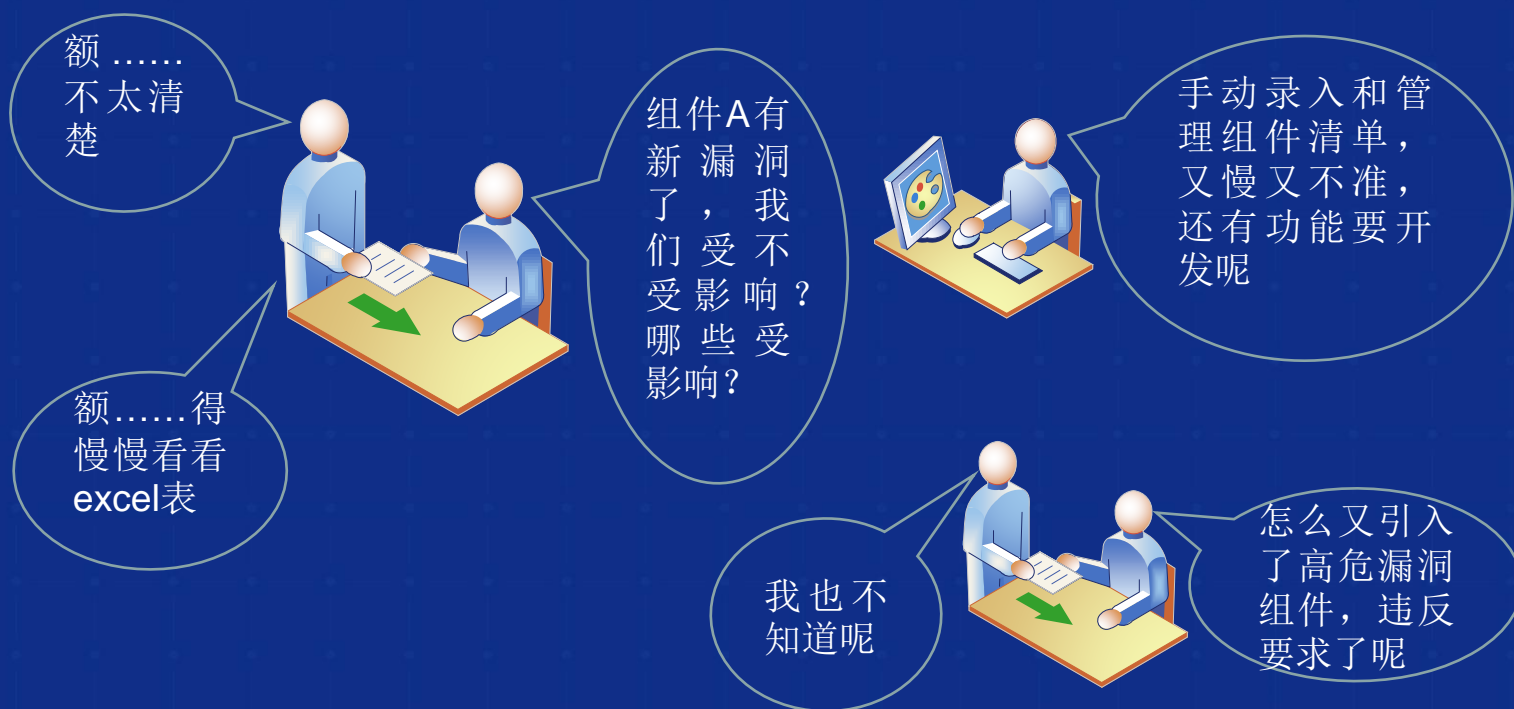 额……
不太清
楚
组件A有
新漏洞
了，我
们受不
受影响？
哪些受
影响？
手动录入和管
理组件清单，
又慢又不准，
还有功能要开
发呢
额……得
慢慢看看
excel表
我也不
知道呢
怎么又引入
了高危漏洞
组件，违反
要求了呢